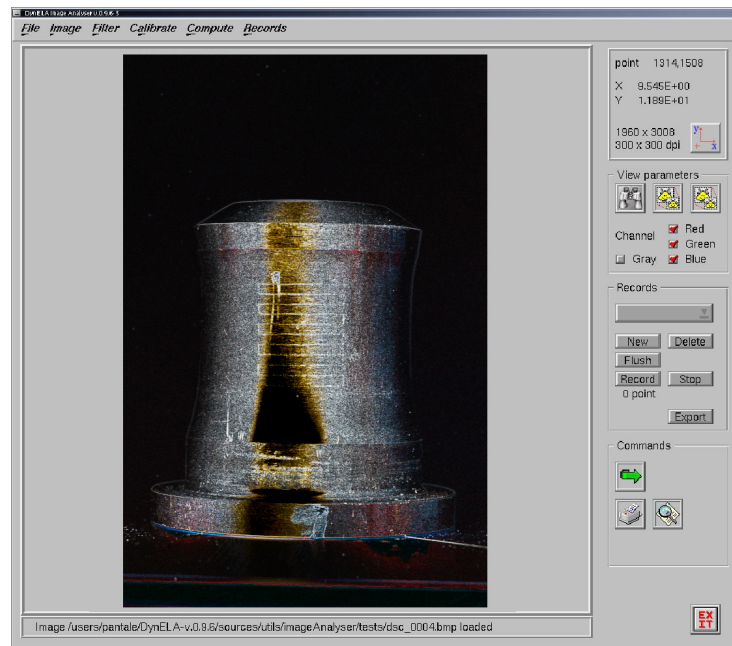 DynELA Image Analyser v.0.9.6-3
File Image Filter Calibrate Compute Records
point 1314,1508
X 9.545E+00
Y 1.189E+01
1960 x 3008
300 x 300 dpi
y
x
View parameters
Channel
Red
Green
Gray
Blue
Records
New Delete
Flush
Record Stop
0 point
Export
Commands
EX
IT
Image /users/pantale/DynELA-v.0.9.6/sources/utils/imageAnalyser/tests/dsc_0004.bmp loaded